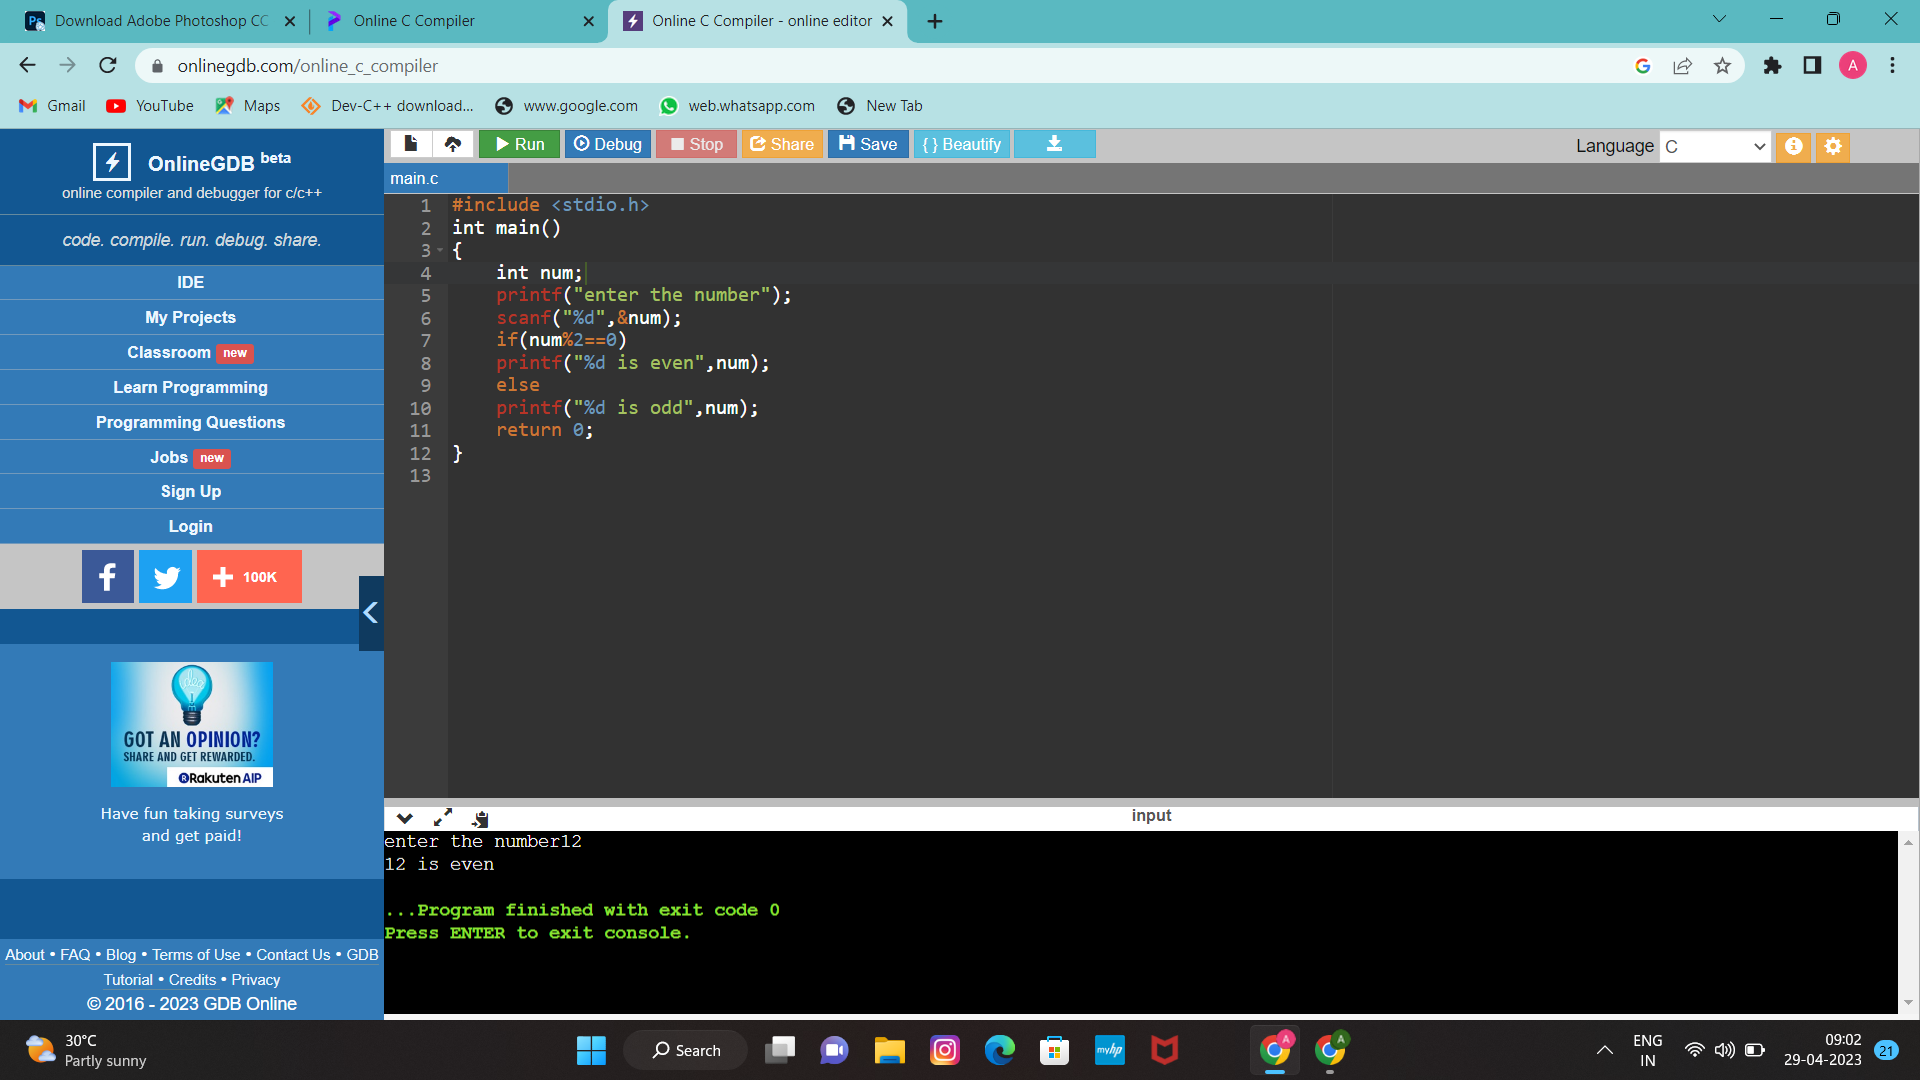 Download Adobe Photoshop CC
Online C Compiler
Online C Compiler - online editor
onlinegdb.com/online_c_compiler
A
Gmail
YouTube
Maps
Dev-C++ download...
www.google.com
web.whatsapp.com
New Tab
OnlineGDB beta
online compiler and debugger for c/c++
code. compile. run. debug. share.
IDE
My Projects
Classroom new
Learn Programming
Programming Questions
Jobs new
Sign Up
Login
100K
GOT AN OPINION?
SHARE AND GET REWARDED.
Rakuten AIP
Have fun taking surveys
and get paid!
About • FAQ • Blog • Terms of Use • Contact Us • GDB
Tutorial • Credits • Privacy
© 2016 - 2023 GDB Online
Run
Debug
Stop
Share
Save
{ } Beautify
Language C
main.c
1 #include <stdio.h>
2 int main()
3 {
4 int num;
5 printf("enter the number");
6 scanf("%d",&num);
7 if(num%2==0)
8 printf("%d is even",num);
9 else
10 printf("%d is odd",num);
11 return 0;
12 }
13
input
enter the number12
12 is even
...Program finished with exit code 0
Press ENTER to exit console.
30°C
Partly sunny
Search
myhp
A
A
ENG
IN
09:02
29-04-2023
21